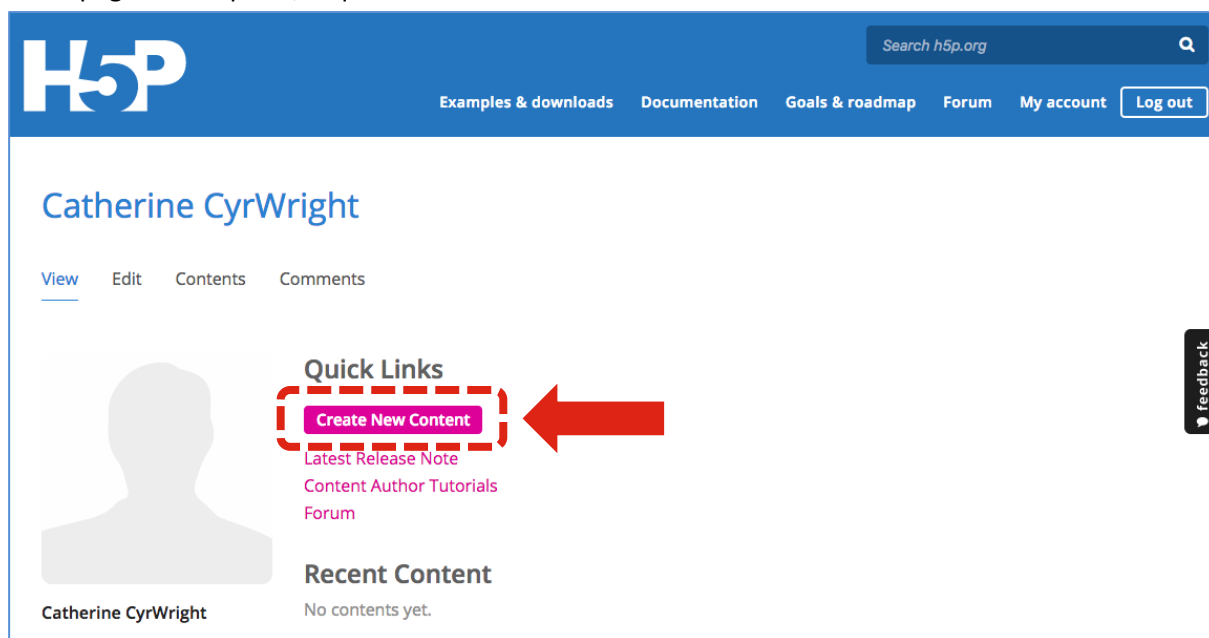 H5P
Search h5p.org
Examples & downloads Documentation Goals & roadmap Forum My account Log out
Catherine CyrWright
View Edit Contents Comments
Quick Links
Create New Content
Latest Release Note
Content Author Tutorials
Forum
Recent Content
No contents yet.
Catherine CyrWright
feedback